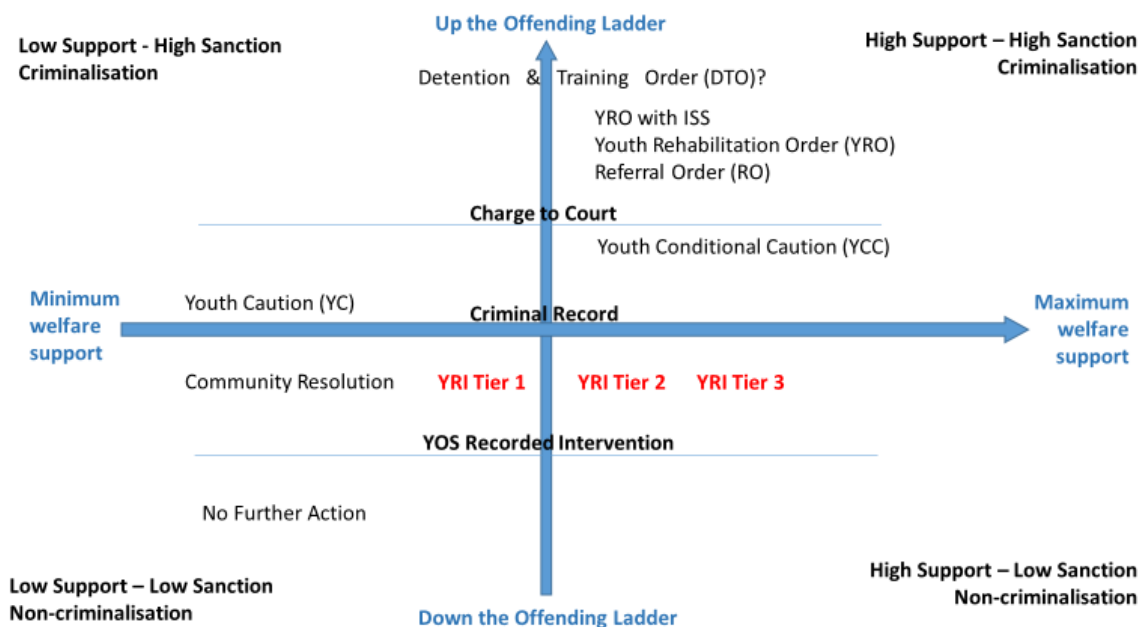 Up the Offending Ladder
Low Support - High Sanction
Criminalisation
High Support – High Sanction
Criminalisation
Detention & Training Order (DTO)?
YRO with ISS
Youth Rehabilitation Order (YRO)
Referral Order (RO)
Charge to Court
Youth Conditional Caution (YCC)
Minimum
welfare
support
Youth Caution (YC)
Criminal Record
Maximum
welfare
support
Community Resolution
YRI Tier 1
YRI Tier 2
YRI Tier 3
YOS Recorded Intervention
No Further Action
Low Support – Low Sanction
Non-criminalisation
High Support – Low Sanction
Non-criminalisation
Down the Offending Ladder